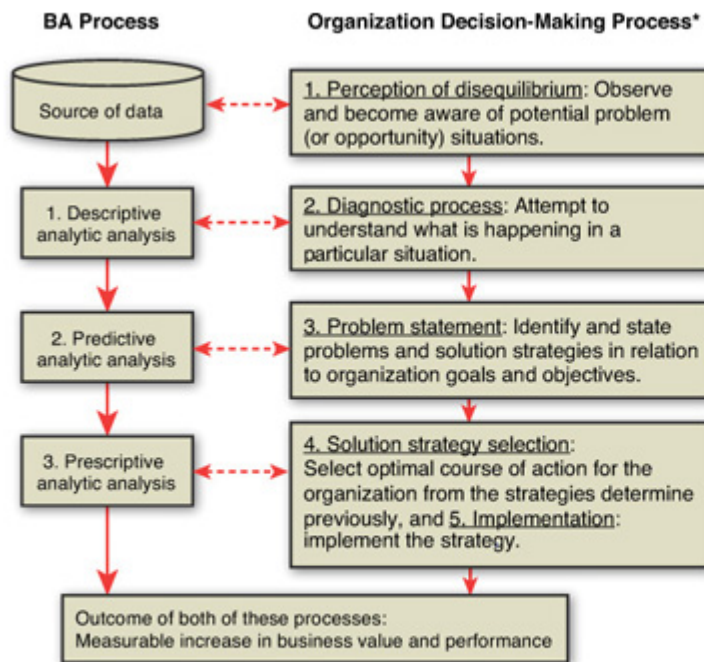 BA Process
Organization Decision-Making Process*
Source of data
1. Perception of disequilibrium: Observe
and become aware of potential problem
(or opportunity) situations.
1. Descriptive
analytic analysis
2. Diagnostic process: Attempt to
understand what is happening in a
particular situation.
2. Predictive
analytic analysis
3. Problem statement: Identify and state
problems and solution strategies in relation
to organization goals and objectives.
3. Prescriptive
analytic analysis
4. Solution strategy selection:
Select optimal course of action for the
organization from the strategies determine
previously, and 5. Implementation:
implement the strategy.
Outcome of both of these processes:
Measurable increase in business value and performance